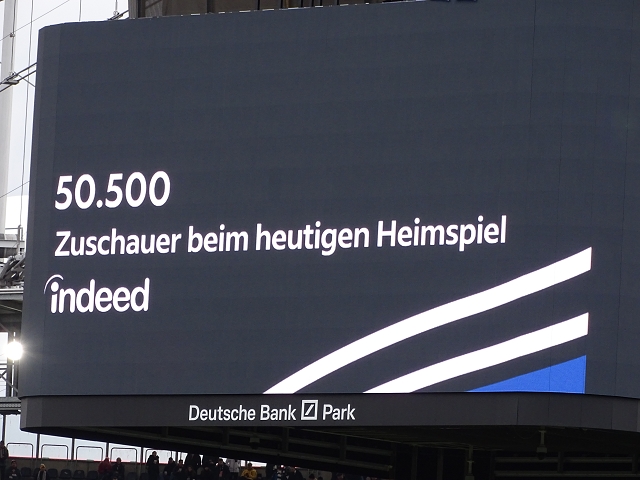 50.500
Zuschauer beim heutigen Heimspiel
indeed
Deutsche Bank Park